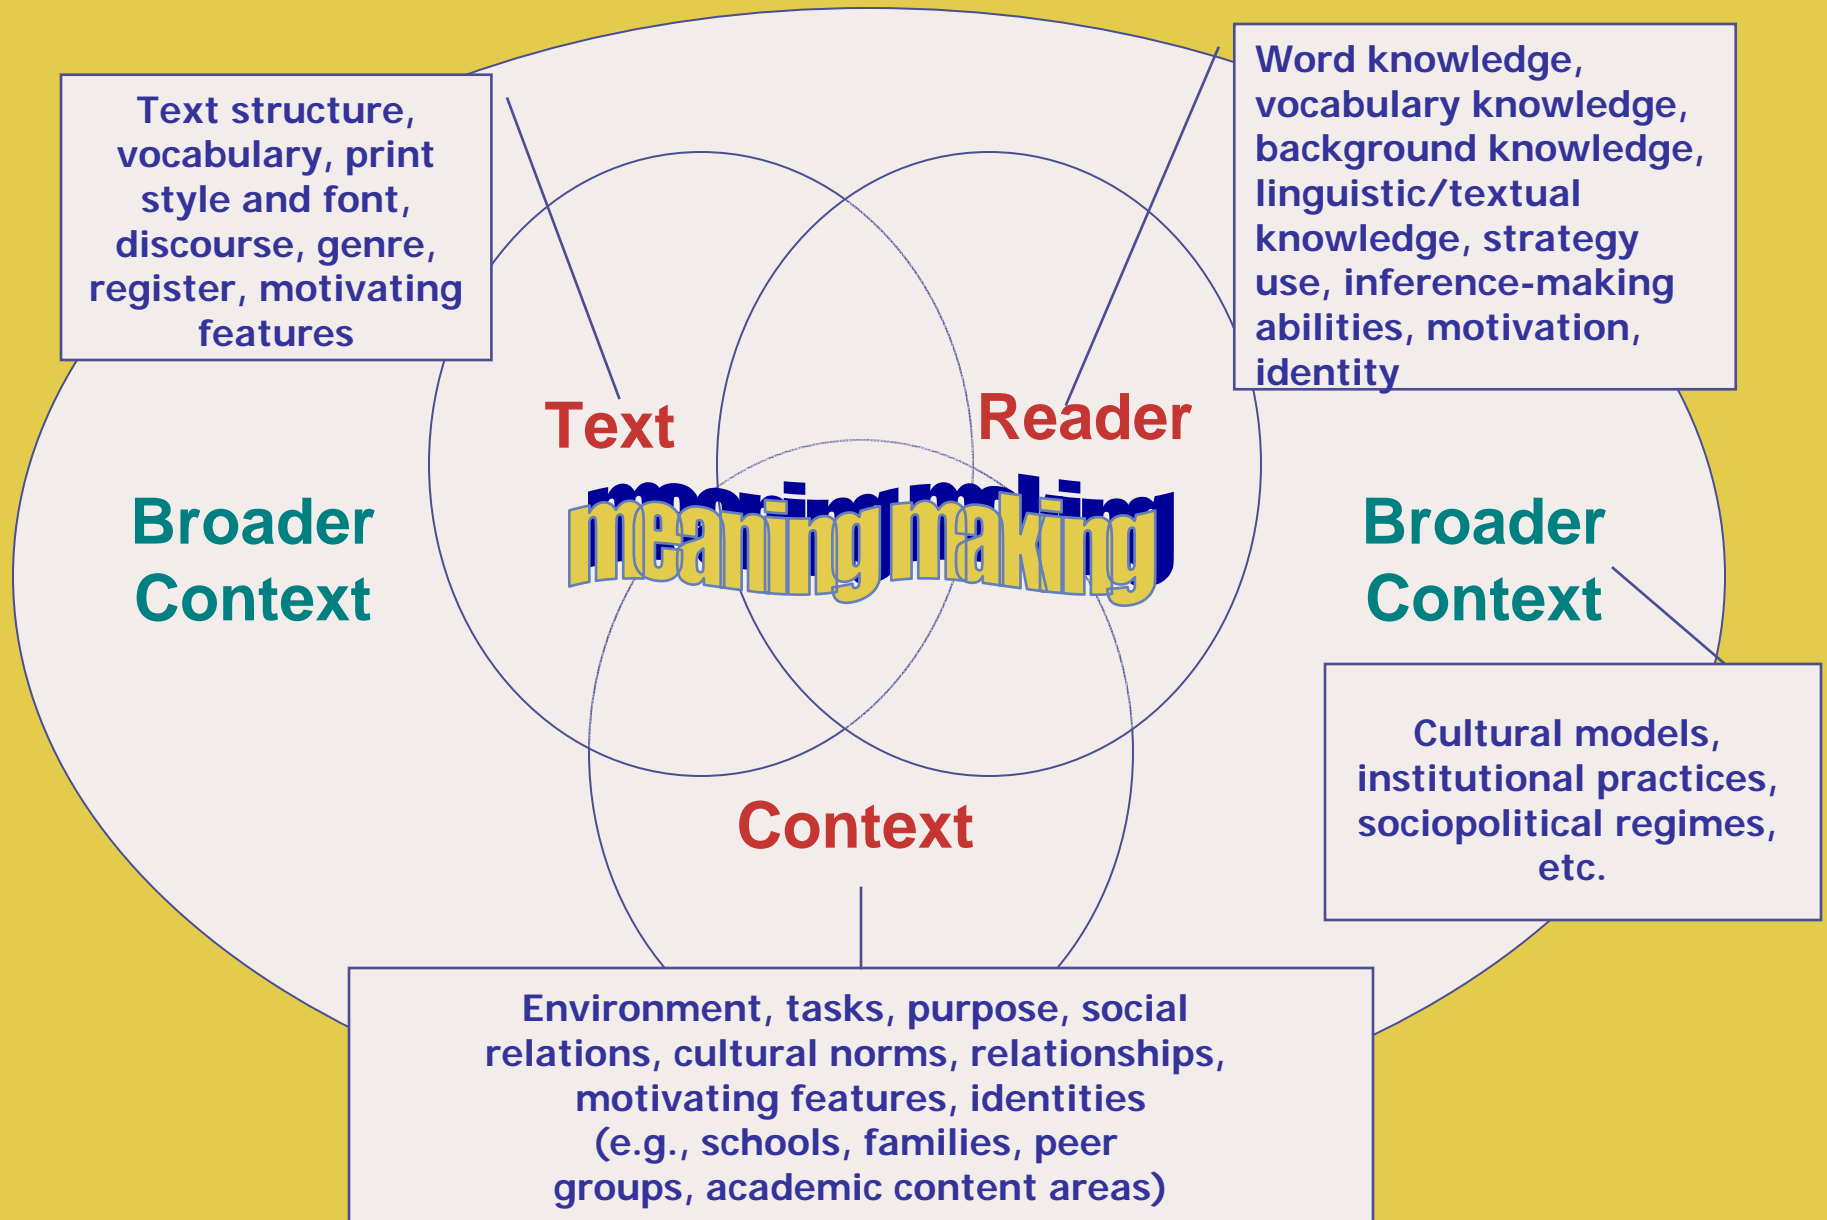 Text structure,
vocabulary, print
style and font,
discourse, genre,
register, motivating
features
Word knowledge,
vocabulary knowledge,
background knowledge,
linguistic/textual
knowledge, strategy
use, inference-making
abilities, motivation,
identity
Text
Reader
meaning making
Broader
Context
Broader
Context
Cultural models,
institutional practices,
sociopolitical regimes,
etc.
Context
Environment, tasks, purpose, social
relations, cultural norms, relationships,
motivating features, identities
(e.g., schools, families, peer
groups, academic content areas)